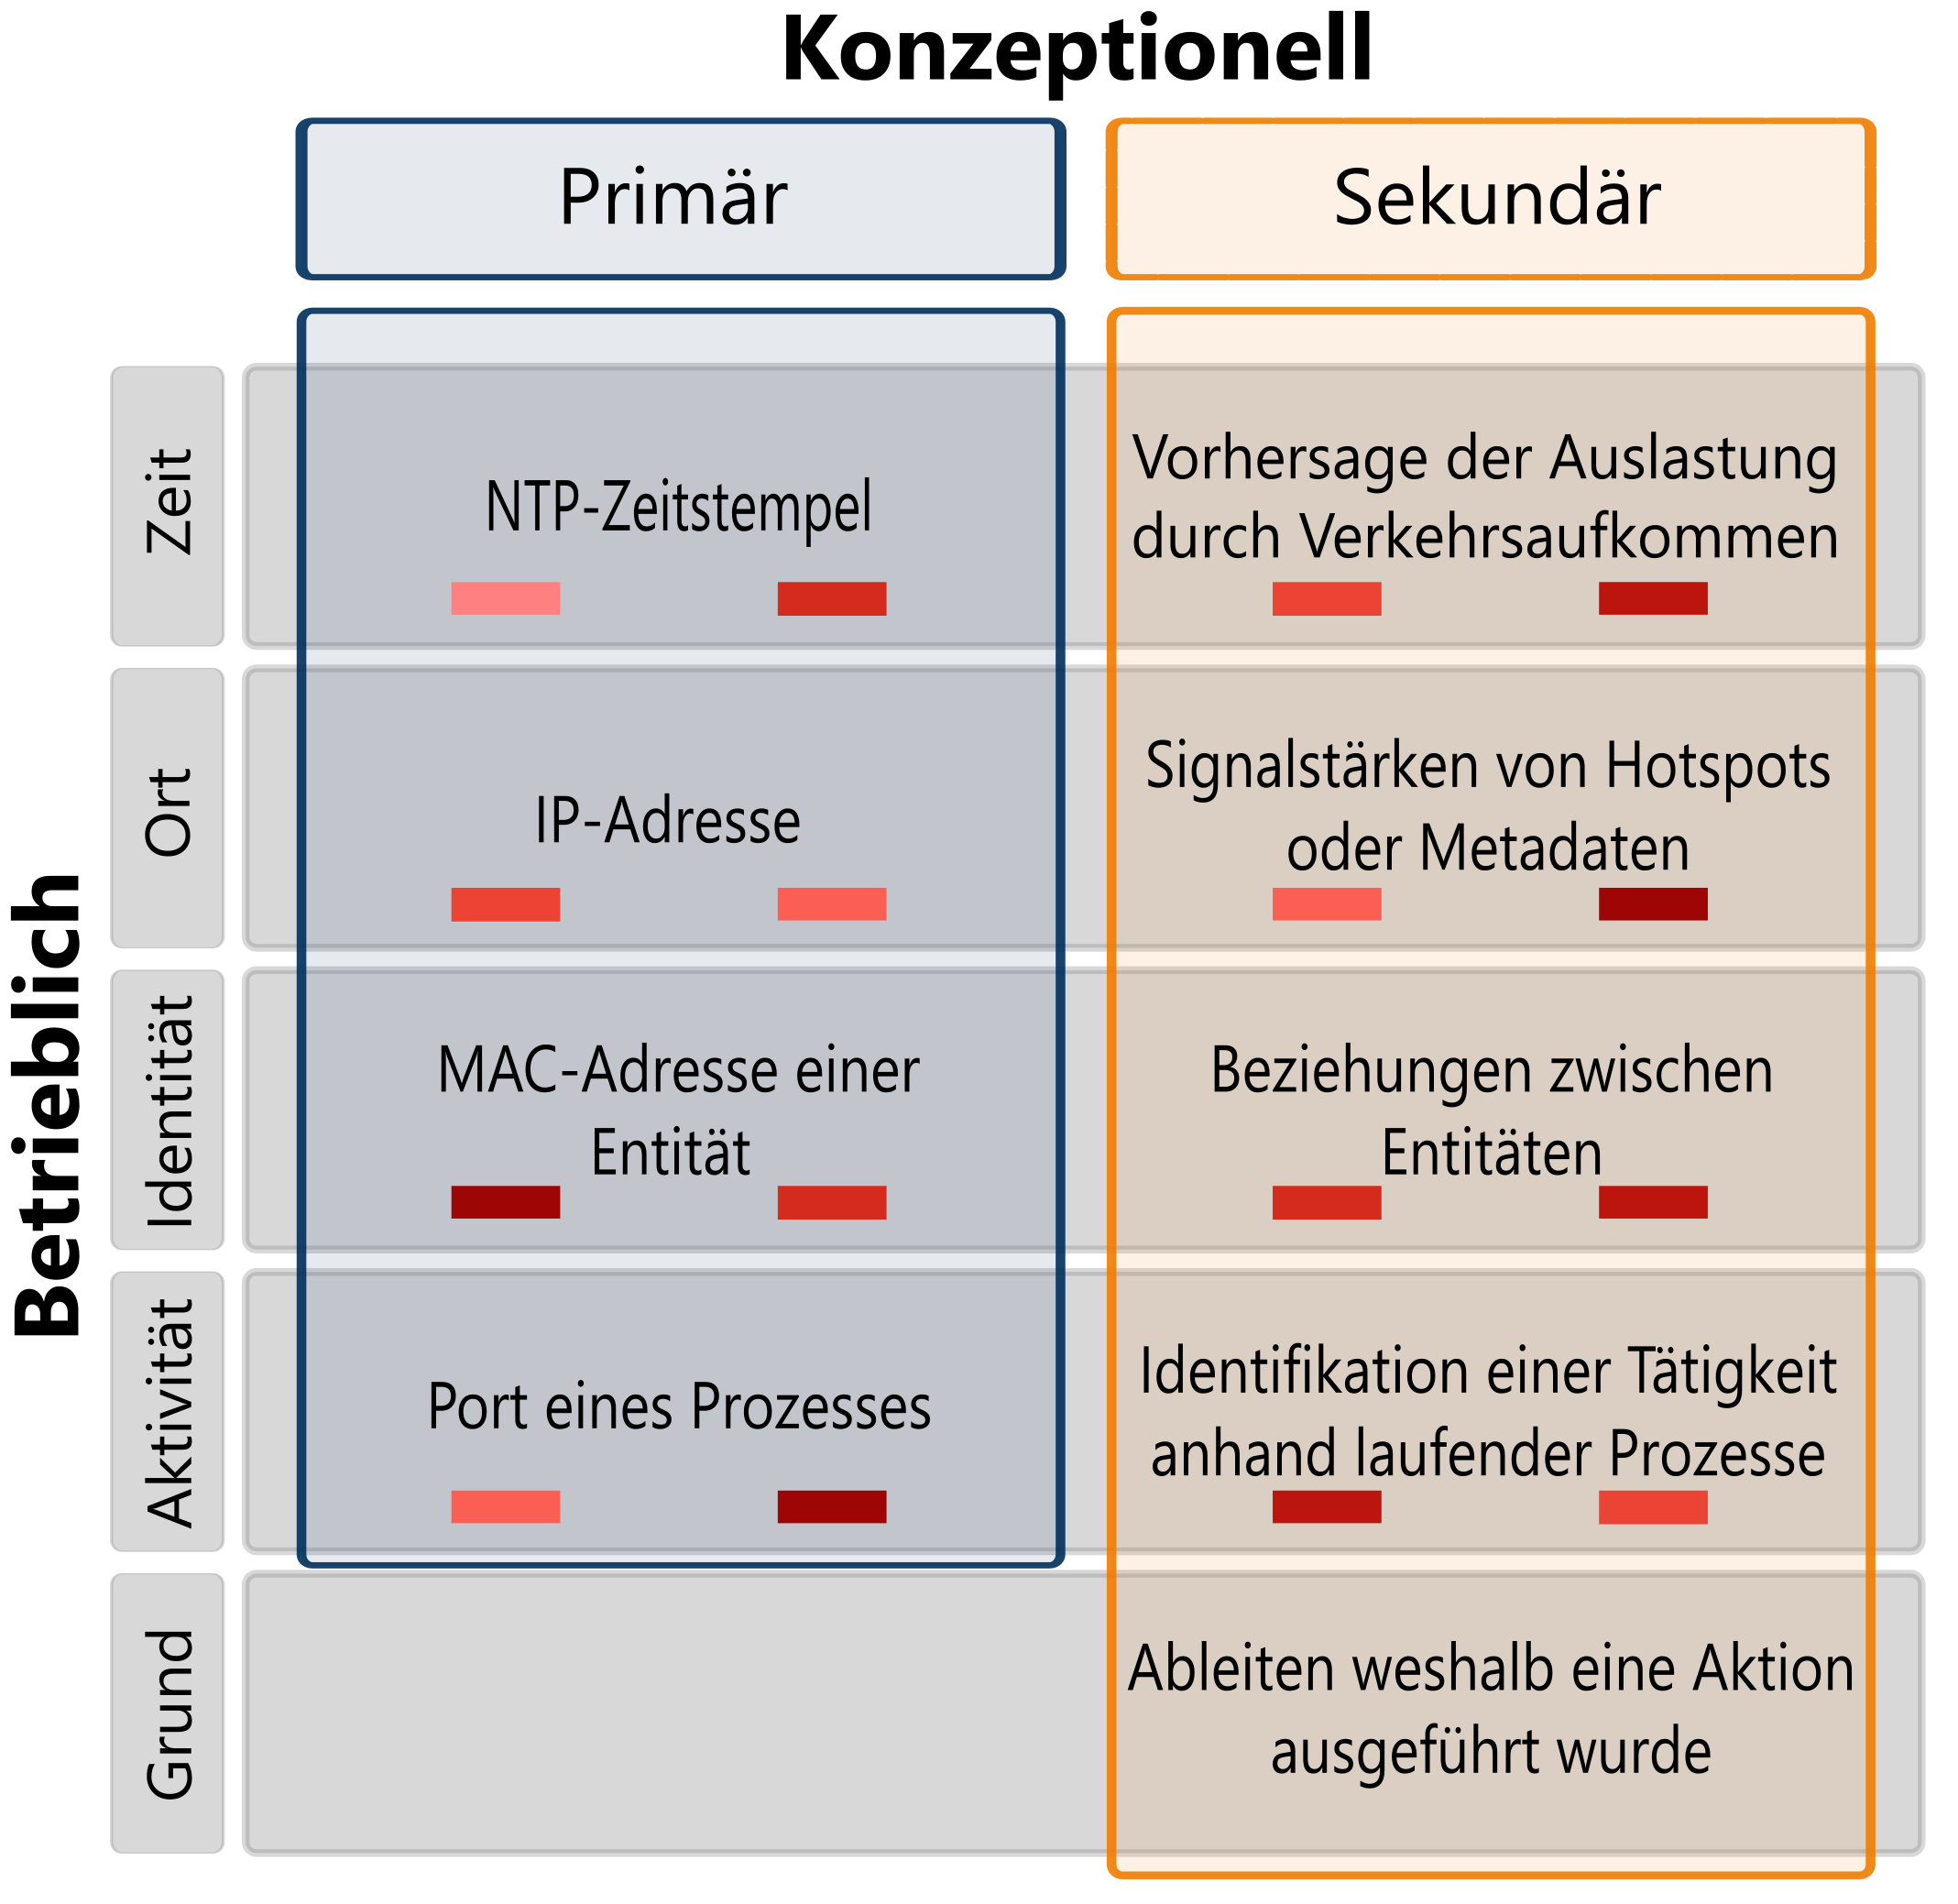 Konzeptionell
Primär
Sekundär
Betrieblich
Zeit
NTP-Zeitstempel
Vorhersage der Auslastung
durch Verkehrsaufkommen
Ort
IP-Adresse
Signalstärken von Hotspots
oder Metadaten
Identität
MAC-Adresse einer
Entität
Beziehungen zwischen
Entitäten
Aktivität
Port eines Prozesses
Identifikation einer Tätigkeit
anhand laufender Prozesse
Grund
Ableiten weshalb eine Aktion
ausgeführt wurde